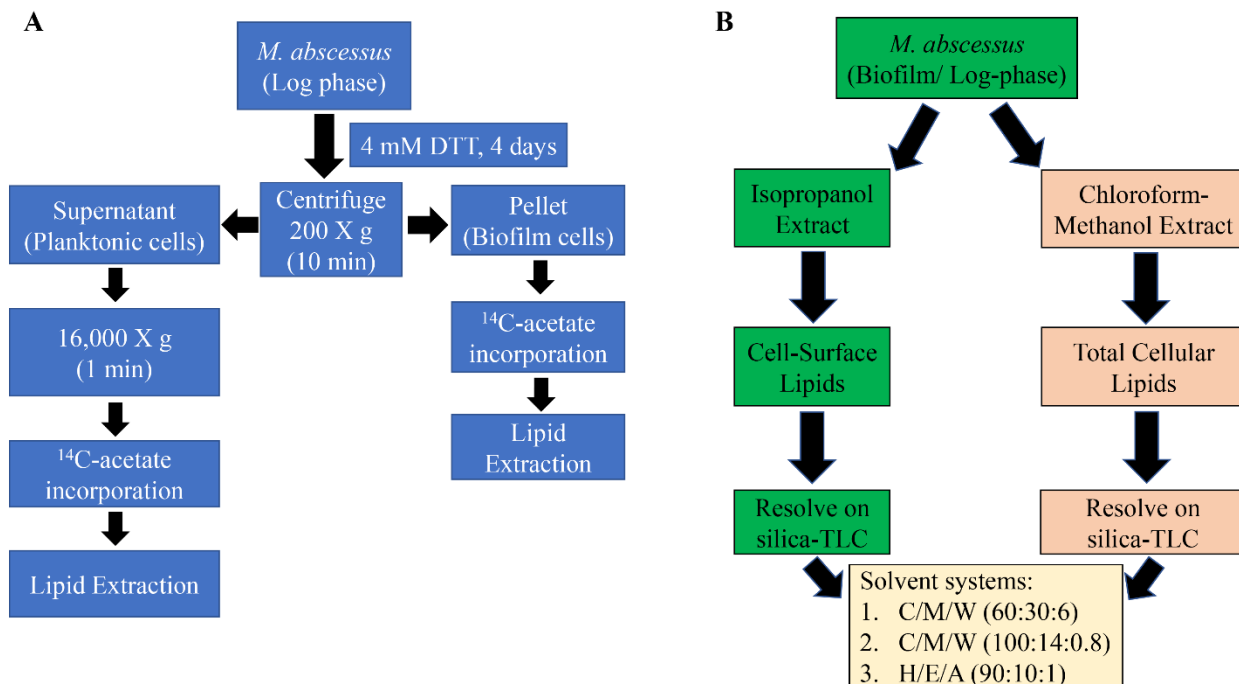 A
M. abscessus
(Log phase)
4 mM DTT, 4 days
Centrifuge
200 X g
(10 min)
Supernatant
(Planktonic cells)
Pellet
(Biofilm cells)
16,000 X g
(1 min)
¹⁴C-acetate
incorporation
Lipid Extraction
¹⁴C-acetate
incorporation
Lipid
Extraction
B
M. abscessus
(Biofilm/ Log-phase)
Isopropanol
Extract
Chloroform-
Methanol Extract
Cell-Surface
Lipids
Total Cellular
Lipids
Resolve on
silica-TLC
Resolve on
silica-TLC
Solvent systems:
1. C/M/W (60:30:6)
2. C/M/W (100:14:0.8)
3. H/E/A (90:10:1)